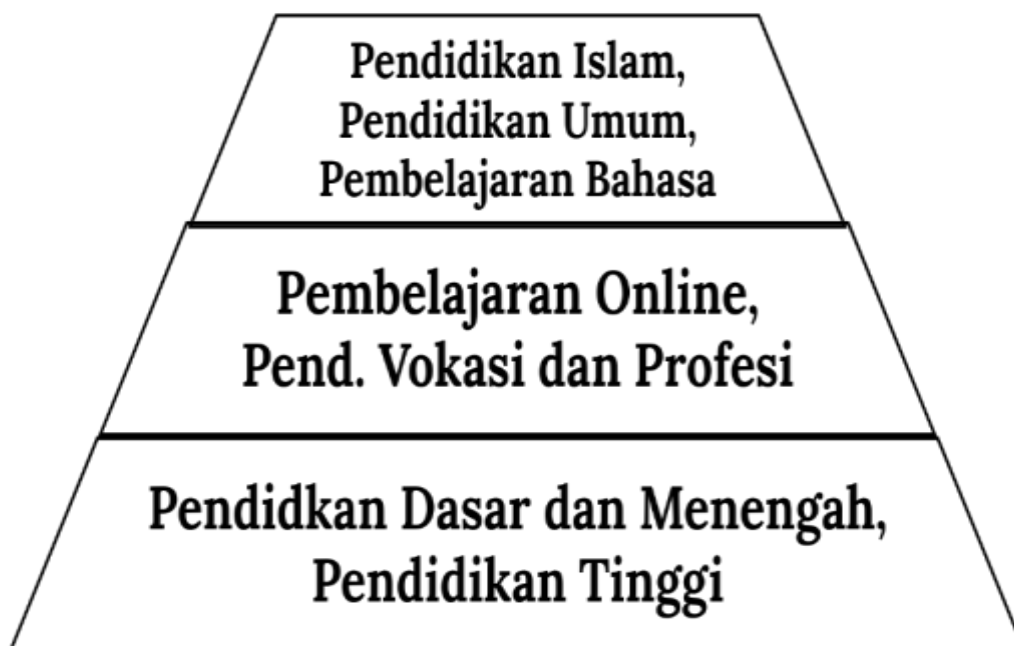 Pendidikan Islam,
Pendidikan Umum,
Pembelajaran Bahasa
Pembelajaran Online,
Pend. Vokasi dan Profesi
Pendidkan Dasar dan Menengah,
Pendidikan Tinggi